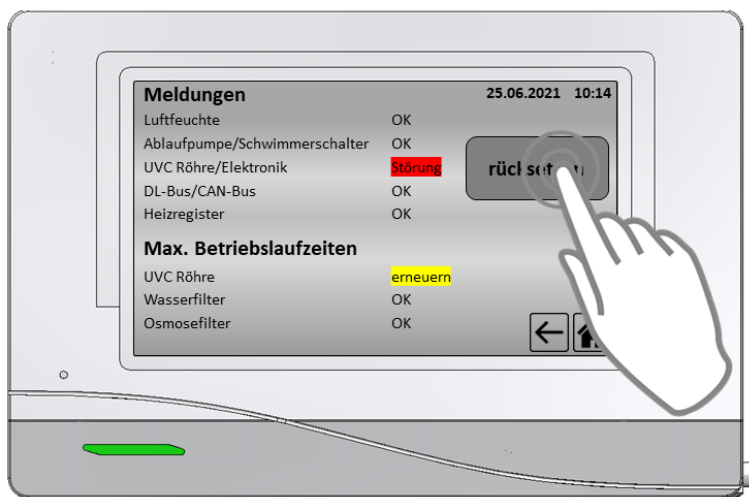 Meldungen 25.06.2021 10:14
Luftfeuchte OK
Ablaufpumpe/Schwimmerschalter OK
UVC Röhre/Elektronik Störung
rücksetzen
DL-Bus/CAN-Bus OK
Heizregister OK
Max. Betriebslaufzeiten
UVC Röhre erneuern
Wasserfilter OK
Osmosefilter OK